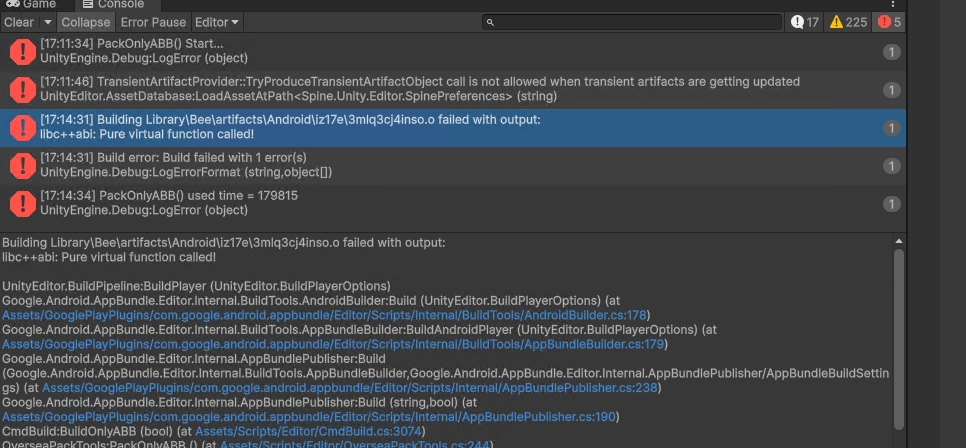 Game Console
Clear Collapse Error Pause Editor 17 225 5
[17:11:34] PackOnlyABB() Start...
UnityEngine.Debug:LogError (object)
1
[17:11:46] TransientArtifactProvider::TryProduceTransientArtifactObject call is not allowed when transient artifacts are getting updated
UnityEditor.AssetDatabase:LoadAssetAtPath<Spine.Unity.Editor.SpinePreferences> (string)
1
[17:14:31] Building Library\Bee\artifacts\Android\iz17e\3mlq3cj4inso.o failed with output:
libc++abi: Pure virtual function called!
1
[17:14:31] Build error: Build failed with 1 error(s)
UnityEngine.Debug:LogErrorFormat (string,object[])
1
[17:14:34] PackOnlyABB() used time = 179815
UnityEngine.Debug:LogError (object)
1
Building Library\Bee\artifacts\Android\iz17e\3mlq3cj4inso.o failed with output:
libc++abi: Pure virtual function called!
UnityEditor.BuildPipeline:BuildPlayer (UnityEditor.BuildPlayerOptions)
Google.Android.AppBundle.Editor.Internal.BuildTools.AndroidBuilder:Build (UnityEditor.BuildPlayerOptions) (at
Assets/GooglePlayPlugins/com.google.android.appbundle/Editor/Scripts/Internal/BuildTools/AndroidBuilder.cs:178)
Google.Android.AppBundle.Editor.Internal.BuildTools.AppBundleBuilder:BuildAndroidPlayer (UnityEditor.BuildPlayerOptions) (at
Assets/GooglePlayPlugins/com.google.android.appbundle/Editor/Scripts/Internal/BuildTools/AppBundleBuilder.cs:179)
Google.Android.AppBundle.Editor.Internal.AppBundlePublisher:Build
(Google.Android.AppBundle.Editor.Internal.BuildTools.AppBundleBuilder,Google.Android.AppBundle.Editor.Internal.AppBundlePublisher/AppBundleBuildSettin
gs) (at Assets/GooglePlayPlugins/com.google.android.appbundle/Editor/Scripts/Internal/AppBundlePublisher.cs:238)
Google.Android.AppBundle.Editor.Internal.AppBundlePublisher:Build (string,bool) (at
Assets/GooglePlayPlugins/com.google.android.appbundle/Editor/Scripts/Internal/AppBundlePublisher.cs:190)
CmdBuild:BuildOnlyABB (bool) (at Assets/Scripts/Editor/CmdBuild.cs:3074)
OverseaPackTools:PackOnlyABB () (at Assets/Scripts/Editor/OverseaPackTools.cs:244)